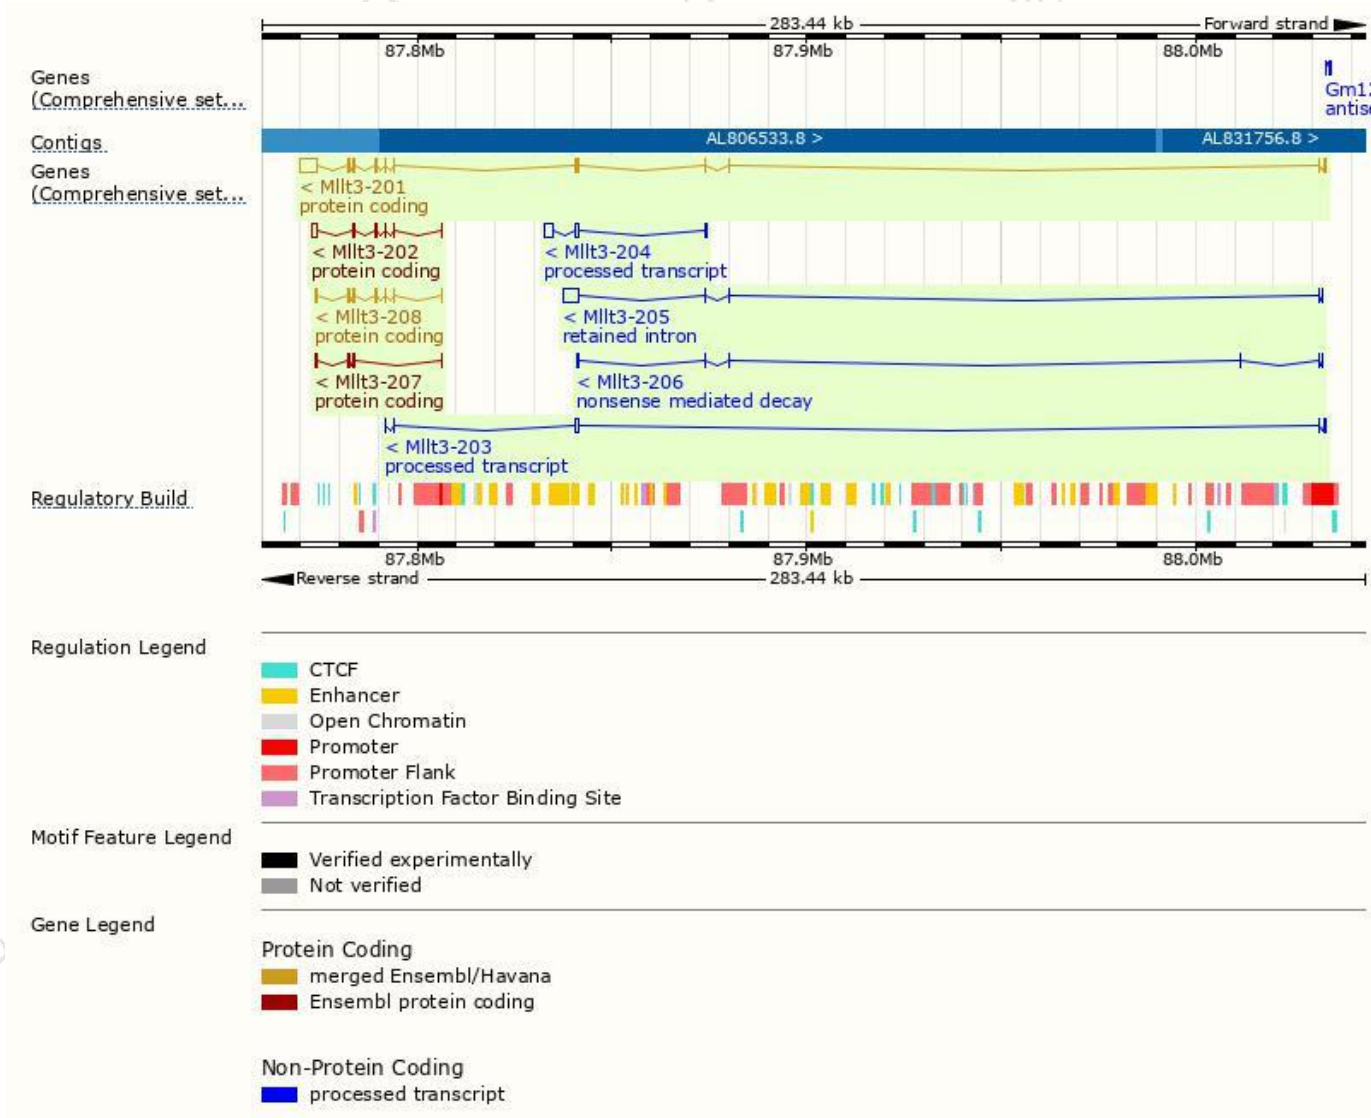 283.44 kb Forward strand
87.8Mb 87.9Mb 88.0Mb
Genes
(Comprehensive set...
Gm12
antise
Contigs AL806533.8 > AL831756.8 >
Genes
(Comprehensive set...
< Mllt3-201
protein coding
< Mllt3-202 < Mllt3-204
protein coding processed transcript
< Mllt3-208 < Mllt3-205
protein coding retained intron
< Mllt3-207 < Mllt3-206
protein coding nonsense mediated decay
< Mllt3-203
processed transcript
Regulatory Build
87.8Mb 87.9Mb 88.0Mb
Reverse strand 283.44 kb
Regulation Legend
CTCF
Enhancer
Open Chromatin
Promoter
Promoter Flank
Transcription Factor Binding Site
Motif Feature Legend
Verified experimentally
Not verified
Gene Legend
Protein Coding
merged Ensembl/Havana
Ensembl protein coding
Non-Protein Coding
processed transcript